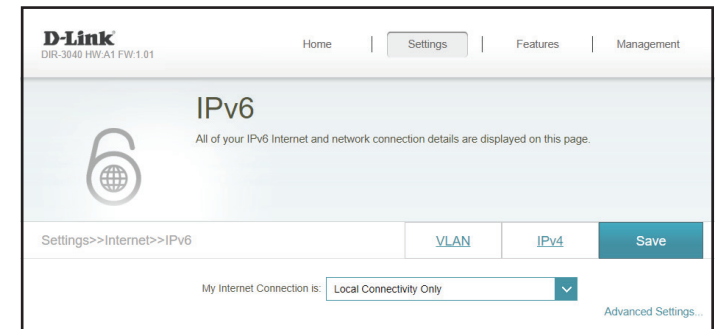 D-Link
DIR-3040 HW:A1 FW:1.01
Home | Settings | Features | Management
IPv6
All of your IPv6 Internet and network connection details are displayed on this page.
Settings>>Internet>>IPv6
VLAN
IPv4
Save
My Internet Connection is: Local Connectivity Only
Advanced Settings...